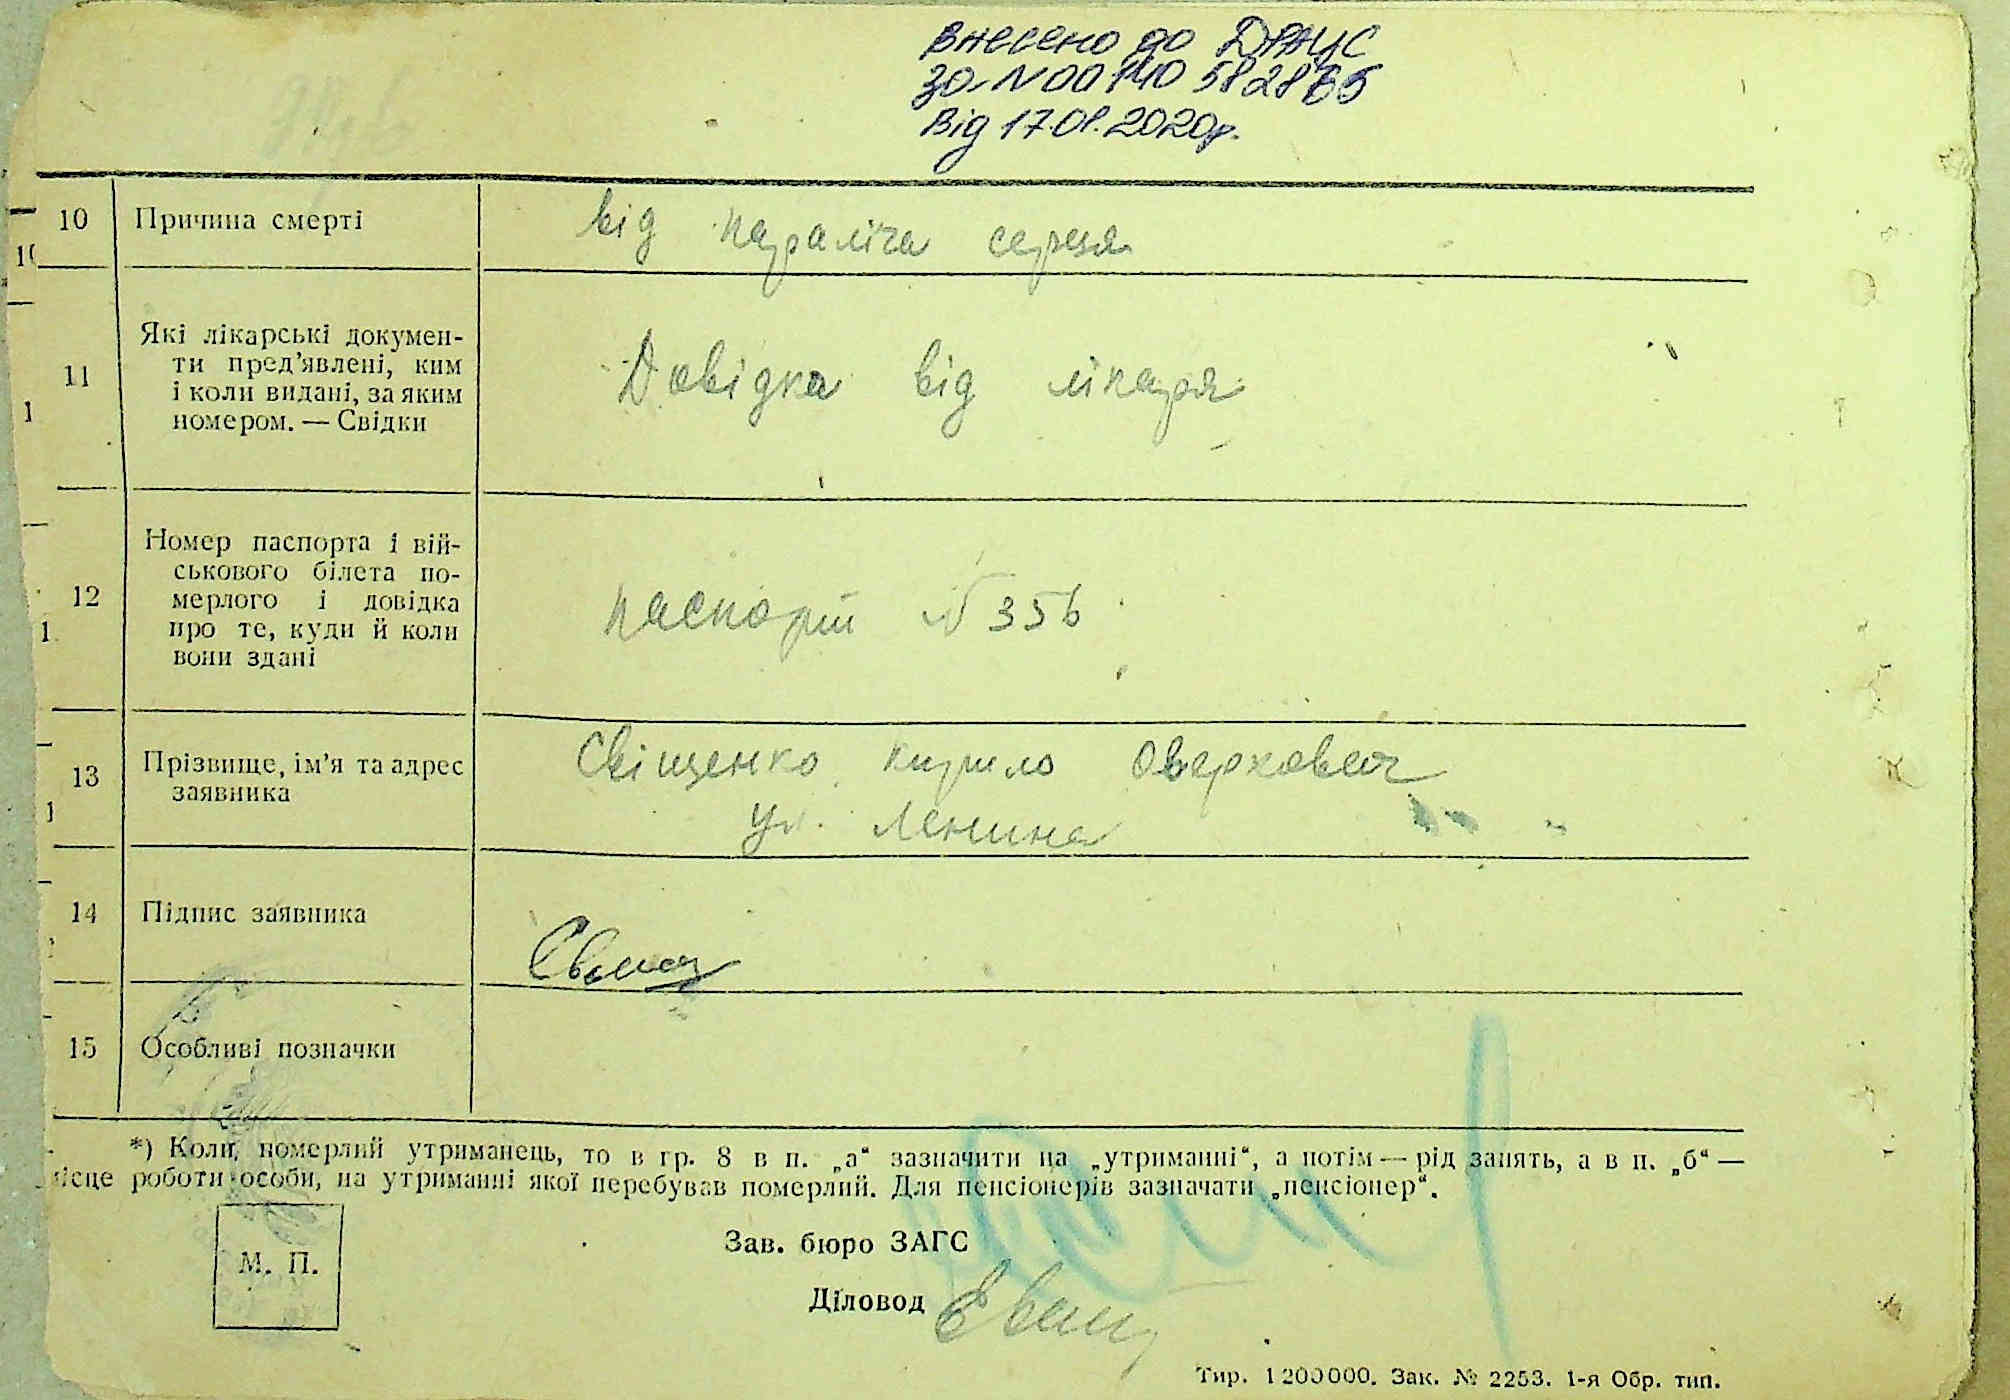 Внесено до ДРАЦС
за N 00140582865
від 17.01.2020р.
10 Причина смерті від параліча серця
11 Які лікарські докумен-
ти пред'явлені, ким
і коли видані, за яким
номером. — Свідки
Довідка від лікаря
12 Номер паспорта і вій-
ськового білета по-
мерлого і довідка
про те, куди й коли
вони здані
паспорт № 356
13 Прізвище, ім'я та адрес
заявника
Свіщенко Кирило Оверкович
ул. Ленина
14 Підпис заявника
15 Особливі позначки
*) Коли, померлий утриманець, то в гр. 8 в п. „а“ зазначити на „утриманні“, а потім — рід занять, а в п. „б“ —
місце роботи особи, на утриманні якої перебував померлий. Для пенсіонерів зазначати „пенсіонер“.
М. П.
Зав. бюро ЗАГС
Діловод
Тир. 1200000. Зак. № 2253. 1-я Обр. тип.